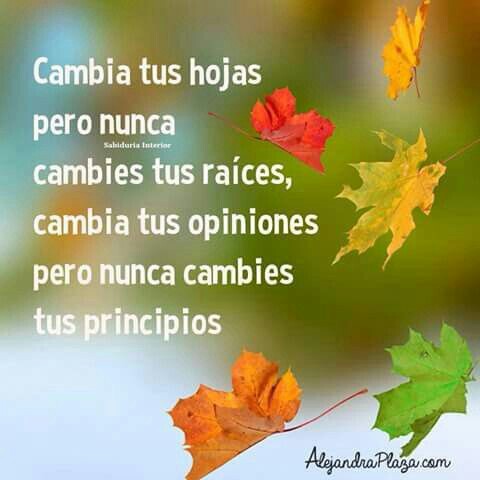 Cambia tus hojas
pero nunca
Sabiduría Interior
cambies tus raíces,
cambia tus opiniones
pero nunca cambies
tus principios
AlejandraPlaza.com